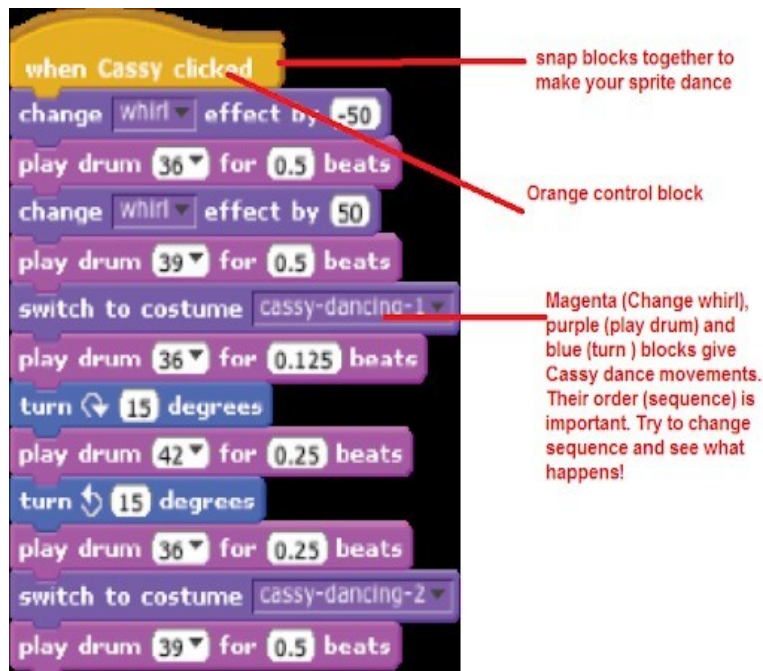 when Cassy clicked
change whirl effect by -50
play drum 36 for 0.5 beats
change whirl effect by 50
play drum 39 for 0.5 beats
switch to costume cassy-dancing-1
play drum 36 for 0.125 beats
turn 15 degrees
play drum 42 for 0.25 beats
turn 15 degrees
play drum 36 for 0.25 beats
switch to costume cassy-dancing-2
play drum 39 for 0.5 beats
snap blocks together to
make your sprite dance
Orange control block
Magenta (Change whirl),
purple (play drum) and
blue (turn ) blocks give
Cassy dance movements.
Their order (sequence) is
important. Try to change
sequence and see what
happens!